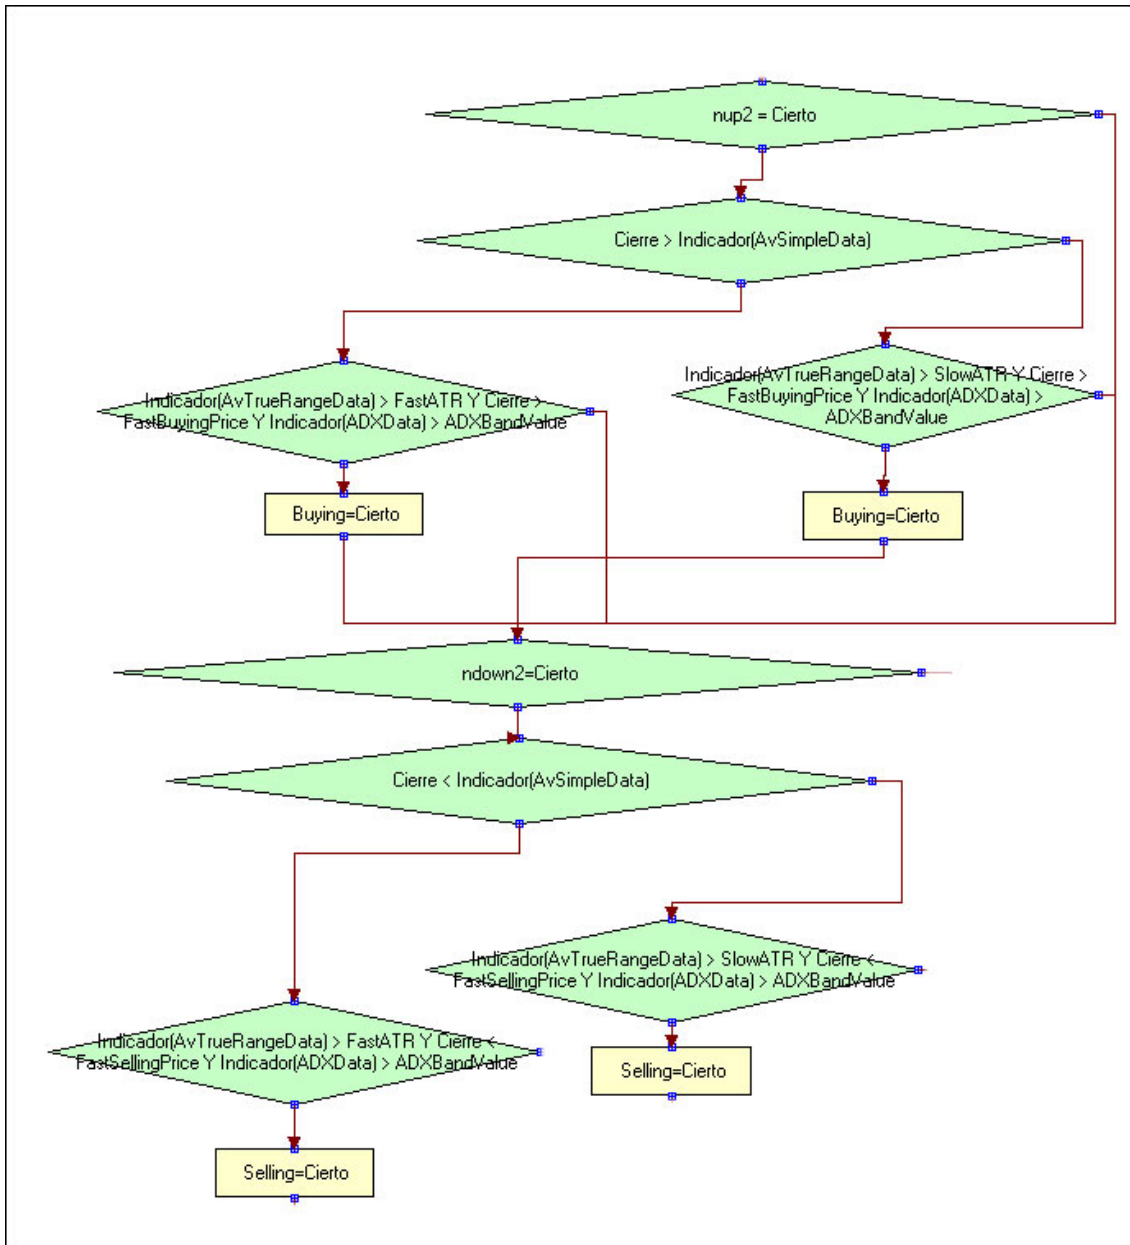 nup2 = Cierto
Cierre > Indicador(AvSimpleData)
Indicador(AvTrueRangeData) > SlowATR Y Cierre >
FastBuyingPrice Y Indicador(ADXData) >
ADXBandValue
Indicador(AvTrueRangeData) > FastATR Y Cierre >
FastBuyingPrice Y Indicador(ADXData) > ADXBandValue
Buying=Cierto
Buying=Cierto
ndown2=Cierto
Cierre < Indicador(AvSimpleData)
Indicador(AvTrueRangeData) > SlowATR Y Cierre <
FastSellingPrice Y Indicador(ADXData) > ADXBandValue
Indicador(AvTrueRangeData) > FastATR Y Cierre <
FastSellingPrice Y Indicador(ADXData) > ADXBandValue
Selling=Cierto
Selling=Cierto